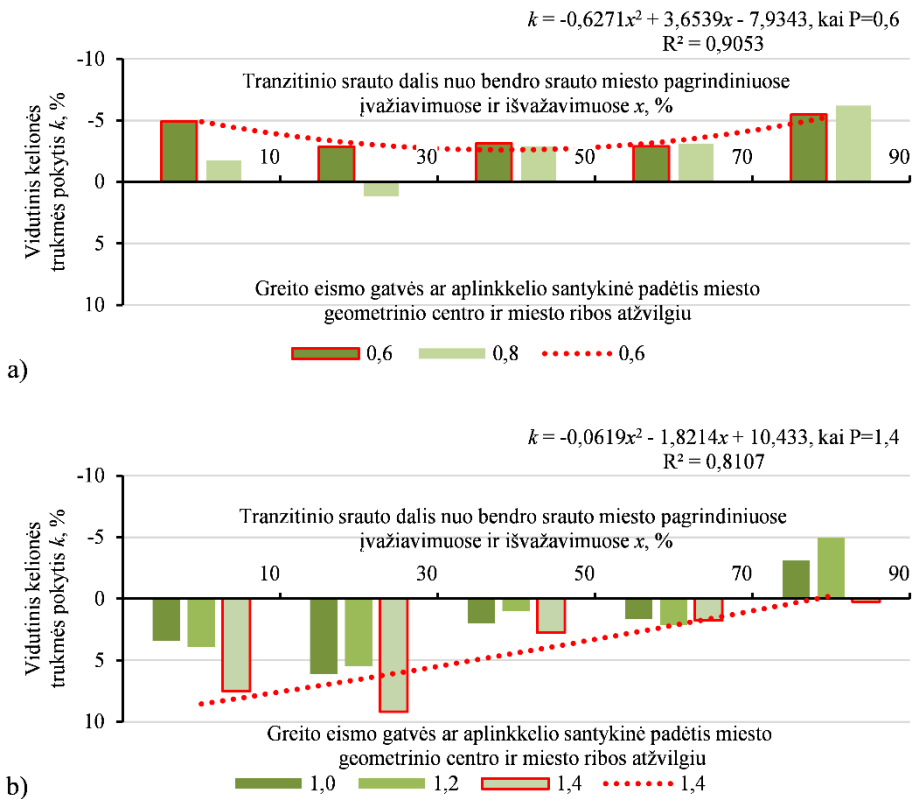 k = -0,6271x² + 3,6539x - 7,9343, kai P=0,6
R² = 0,9053
-10
Tranzitinio srauto dalis nuo bendro srauto miesto pagrindiniuose
įvažiavimuose ir išvažavimuose x, %
-5
10 30 50 70 90
0
5
10
Vidutinis kelionės
trukmės pokytis k, %
Greito eismo gatvės ar aplinkkelio santykinė padėtis miesto
geometrinio centro ir miesto ribos atžvilgiu
0,6 0,8 0,6
a)
k = -0,0619x² - 1,8214x + 10,433, kai P=1,4
R² = 0,8107
-10
Tranzitinio srauto dalis nuo bendro srauto miesto pagrindiniuose
įvažiavimuose ir išvažavimuose x, %
-5
10 30 50 70 90
0
5
10
Vidutinis kelionės
trukmės pokytis k, %
Greito eismo gatvės ar aplinkkelio santykinė padėtis miesto
geometrinio centro ir miesto ribos atžvilgiu
1,0 1,2 1,4 1,4
b)